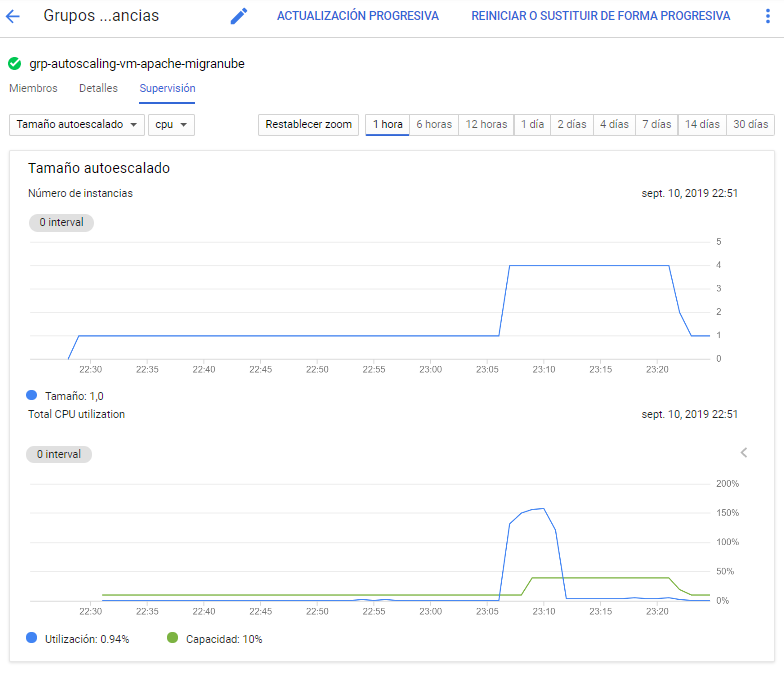 Grupos ...ancias ACTUALIZACIÓN PROGRESIVA REINICIAR O SUSTITUIR DE FORMA PROGRESIVA
grp-autoscaling-vm-apache-migranube
Miembros Detalles Supervisión
Tamaño autoescalado cpu Restablecer zoom 1 hora 6 horas 12 horas 1 día 2 días 4 días 7 días 14 días 30 días
Tamaño autoescalado
Número de instancias sept. 10, 2019 22:51
0 interval
5
4
3
2
1
0
22:30 22:35 22:40 22:45 22:50 22:55 23:00 23:05 23:10 23:15 23:20
Tamaño: 1,0
Total CPU utilization sept. 10, 2019 22:51
0 interval
200%
150%
100%
50%
0%
22:30 22:35 22:40 22:45 22:50 22:55 23:00 23:05 23:10 23:15 23:20
Utilización: 0.94% Capacidad: 10%